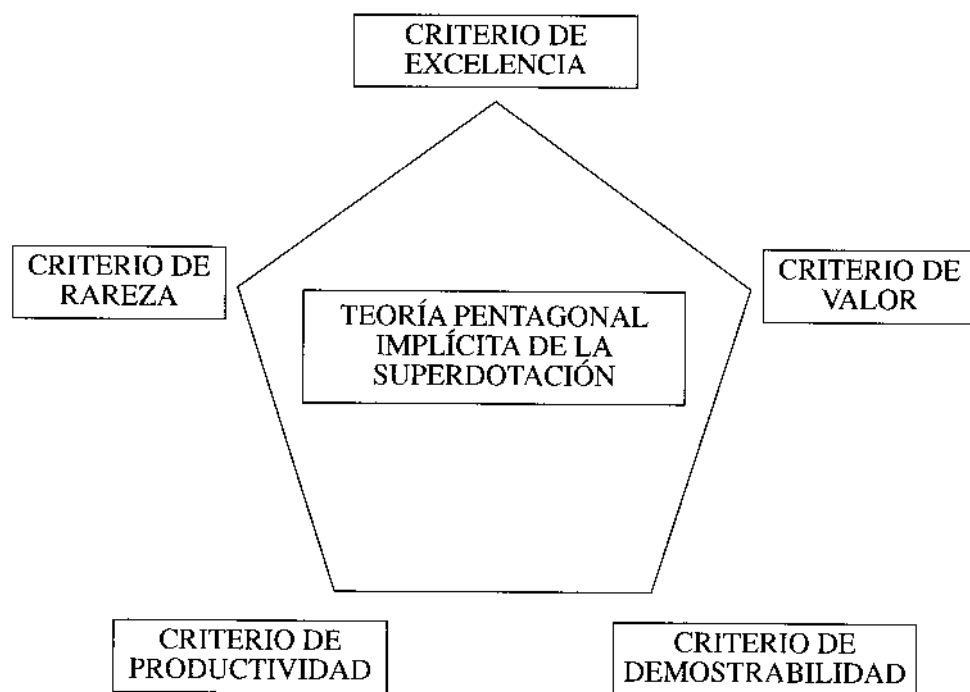 CRITERIO DE
EXCELENCIA
CRITERIO DE
RAREZA
CRITERIO DE
VALOR
TEORÍA PENTAGONAL
IMPLÍCITA DE LA
SUPERDOTACIÓN
CRITERIO DE
PRODUCTIVIDAD
CRITERIO DE
DEMOSTRABILIDAD